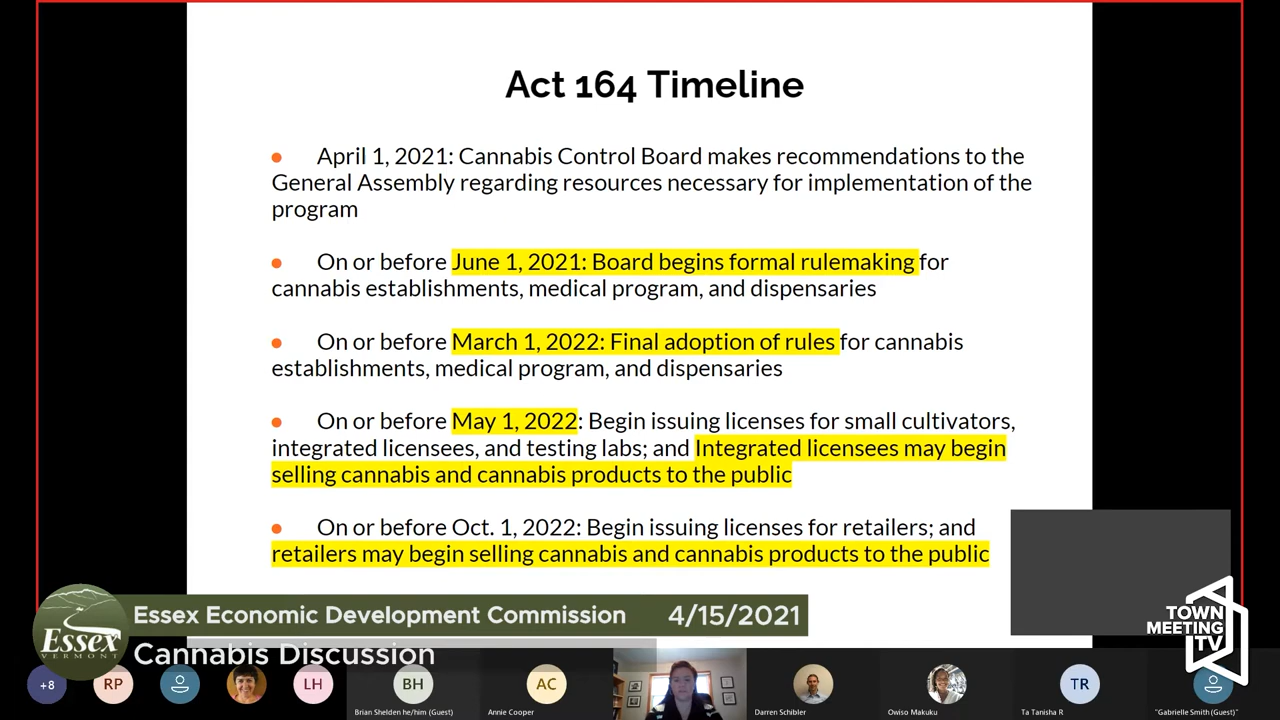 Act 164 Timeline
April 1, 2021: Cannabis Control Board makes recommendations to the
General Assembly regarding resources necessary for implementation of the
program
On or before June 1, 2021: Board begins formal rulemaking for
cannabis establishments, medical program, and dispensaries
On or before March 1, 2022: Final adoption of rules for cannabis
establishments, medical program, and dispensaries
On or before May 1, 2022: Begin issuing licenses for small cultivators,
integrated licensees, and testing labs; and Integrated licensees may begin
selling cannabis and cannabis products to the public
On or before Oct. 1, 2022: Begin issuing licenses for retailers; and
retailers may begin selling cannabis and cannabis products to the public
Essex
VERMONT
Essex Economic Development Commission 4/15/2021
Cannabis Discussion
TOWN
MEETING
TV
+8 RP LH BH AC TR
Brian Shelden he/him (Guest) Annie Cooper Darren Schibler Owiso Makuku Ta Tanisha R "Gabrielle Smith (Guest)"